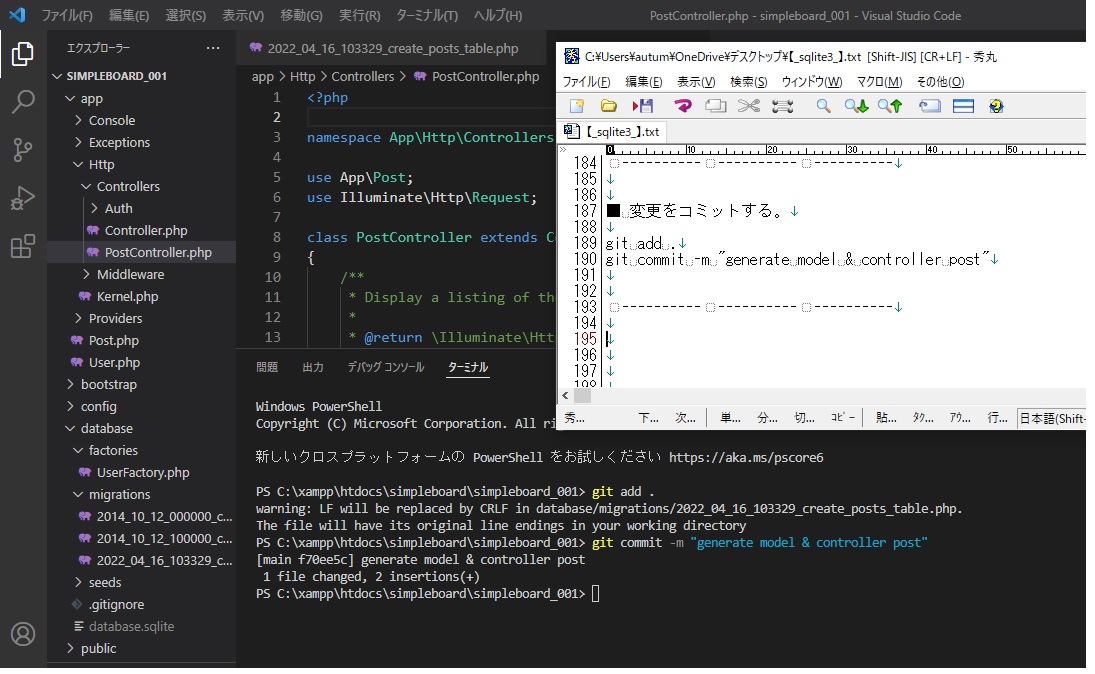 ファイル(F) 編集(E) 選択(S) 表示(V) 移動(G) 実行(R) ターミナル(T) ヘルプ(H) PostController.php - simpleboard_001 - Visual Studio Code
エクスプローラー ···
SIMPLEBOARD_001
app
Console
Exceptions
Http
Controllers
Auth
Controller.php
PostController.php
Middleware
Kernel.php
Providers
Post.php
User.php
bootstrap
config
database
factories
UserFactory.php
migrations
2014_10_12_000000_c...
2014_10_12_100000_c...
2022_04_16_103329_c...
seeds
.gitignore
database.sqlite
public
2022_04_16_103329_create_posts_table.php
app > Http > Controllers > PostController.php
1 <?php
2
3 namespace App\Http\Controllers
4
5 use App\Post;
6 use Illuminate\Http\Request;
7
8 class PostController extends C
9 {
10 /**
11 * Display a listing of th
12 *
13 * @return \Illuminate\Htt
C:¥Users¥autum¥OneDrive¥デスクトップ¥【_sqlite3_】.txt [Shift-JIS] [CR+LF] - 秀丸
ファイル(F) 編集(E) 表示(V) 検索(S) ウィンドウ(W) マクロ(M) その他(O)
【_sqlite3_】.txt
0 10 20 30 40 50
184 □---------- □---------- □----------↓
185 ↓
186 ↓
187 ■ 変更をコミットする。↓
188 ↓
189 git add .↓
190 git commit -m "generate model & controller post"↓
191 ↓
192 ↓
193 □---------- □---------- □----------↓
194 ↓
195 ↓
196 ↓
197 ↓
198 ↓
秀... 下... 次... 単... 分... 切... コピー 貼... タク... アウ... 行... 日本語(Shift-
問題 出力 デバッグ コンソール ターミナル
Windows PowerShell
Copyright (C) Microsoft Corporation. All ri
新しいクロスプラットフォームの PowerShell をお試しください https://aka.ms/pscore6
PS C:\xampp\htdocs\simpleboard\simpleboard_001> git add .
warning: LF will be replaced by CRLF in database/migrations/2022_04_16_103329_create_posts_table.php.
The file will have its original line endings in your working directory
PS C:\xampp\htdocs\simpleboard\simpleboard_001> git commit -m "generate model & controller post"
[main f70ee5c] generate model & controller post
1 file changed, 2 insertions(+)
PS C:\xampp\htdocs\simpleboard\simpleboard_001>